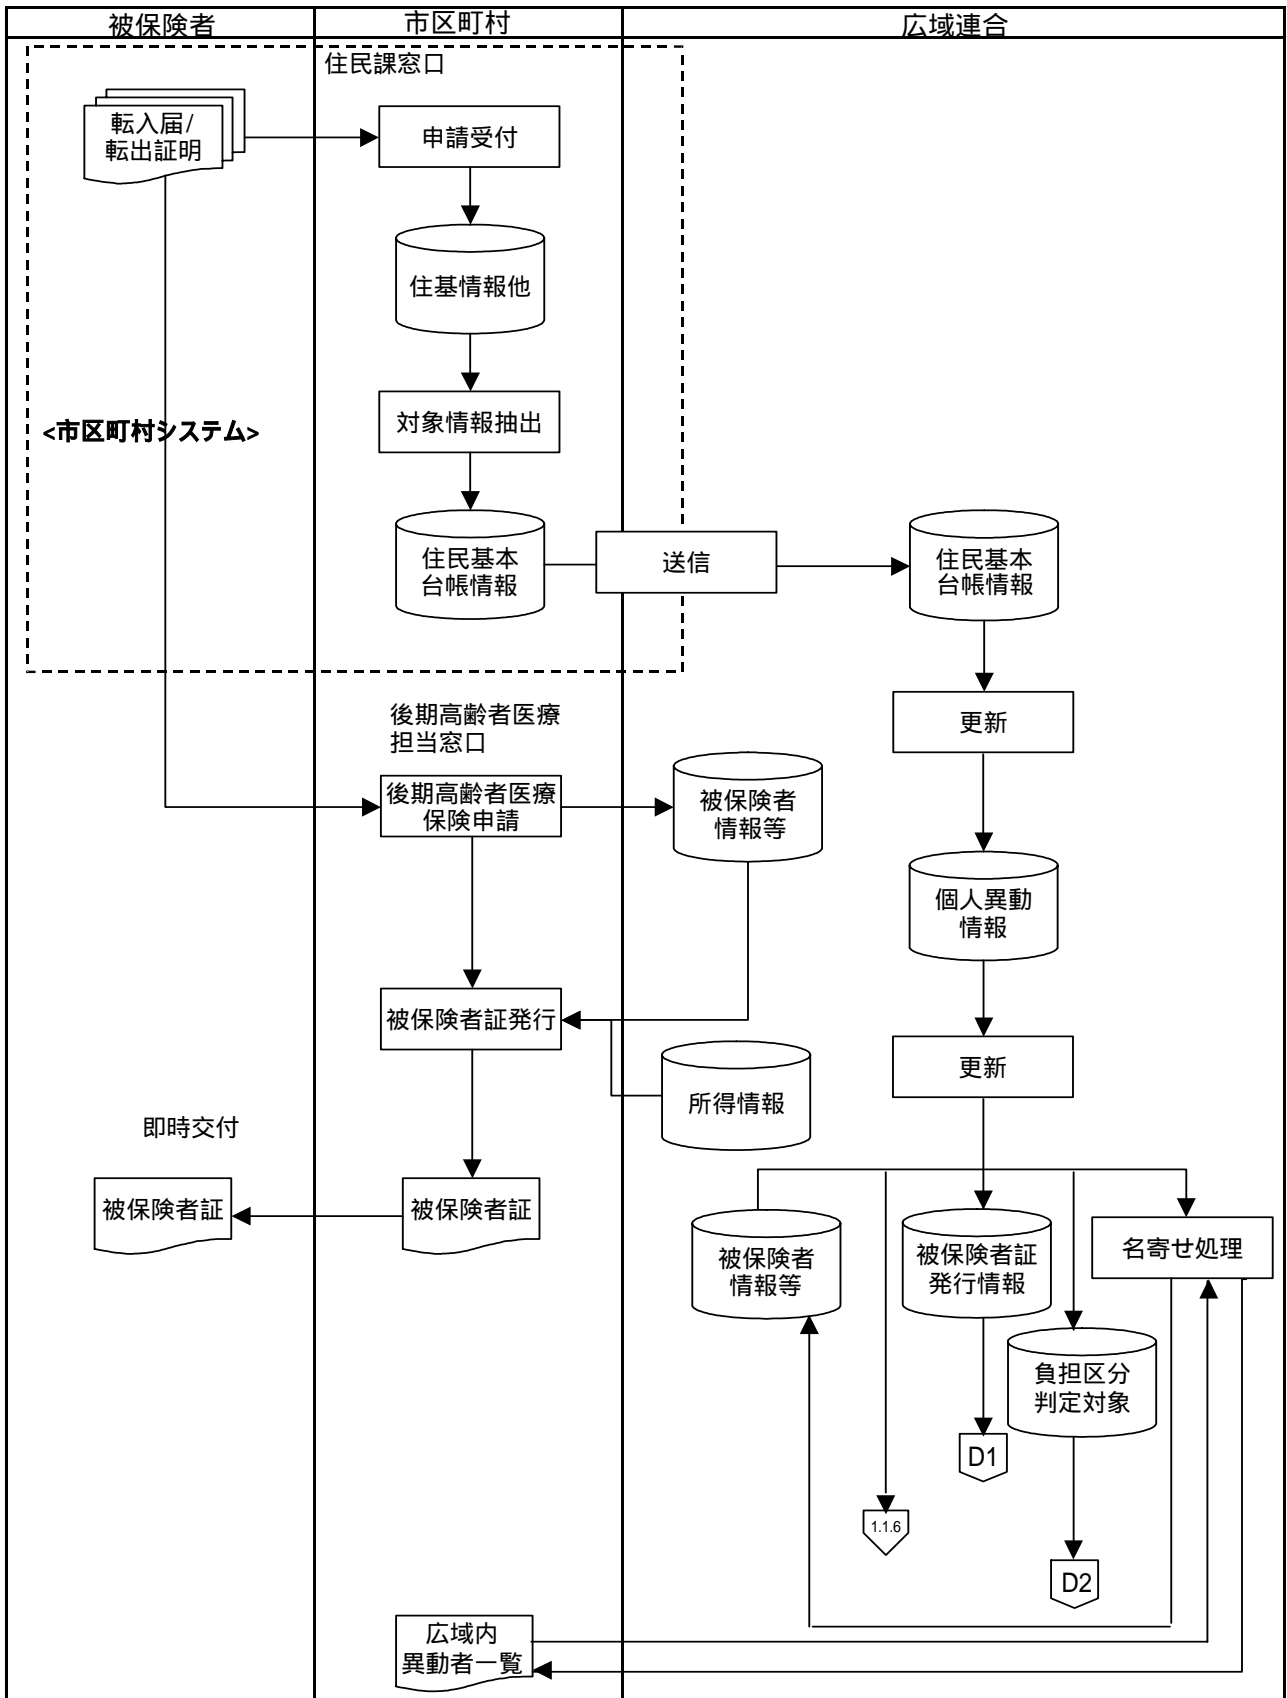 被保険者
市区町村
広域連合
住民課窓口
転入届/
転出証明
申請受付
住基情報他
<市区町村システム>
対象情報抽出
住民基本
台帳情報
送信
住民基本
台帳情報
更新
後期高齢者医療
担当窓口
後期高齢者医療
保険申請
被保険者
情報等
個人異動
情報
被保険者証発行
更新
所得情報
即時交付
被保険者証
被保険者証
被保険者
情報等
被保険者証
発行情報
名寄せ処理
負担区分
判定対象
D1
1.1.6
D2
広域内
異動者一覧